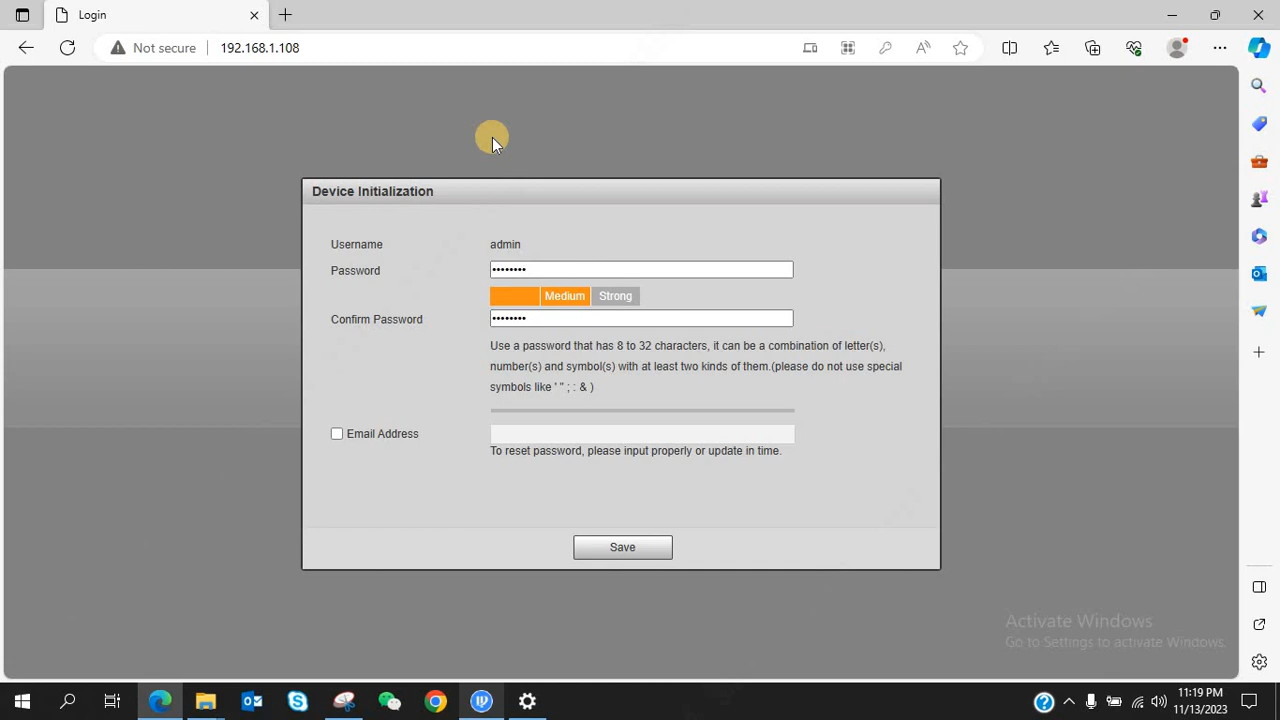 Login
Not secure
192.168.1.108
Device Initialization
Username
admin
Password
••••••••
Medium
Strong
Confirm Password
••••••••
Use a password that has 8 to 32 characters, it can be a combination of letter(s),
number(s) and symbol(s) with at least two kinds of them.(please do not use special
symbols like ' " ; : & )
Email Address
To reset password, please input properly or update in time.
Save
Activate Windows
Go to Settings to activate Windows.
11:19 PM
11/13/2023